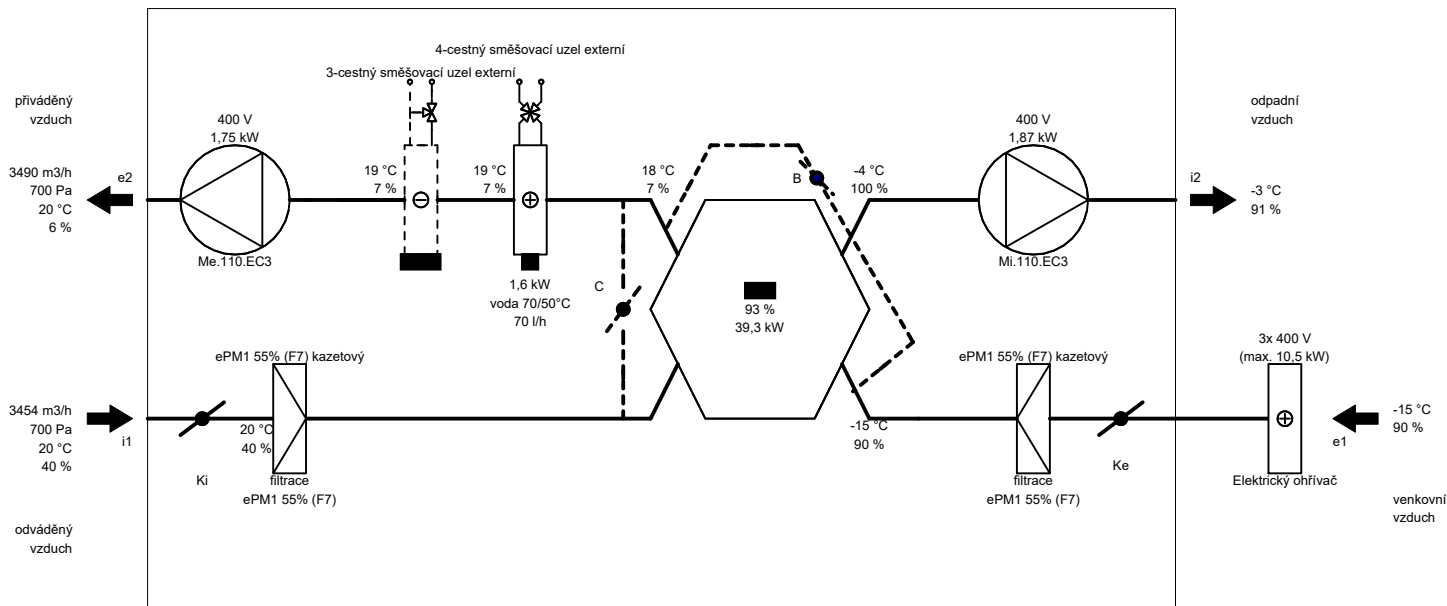 4-cestný směšovací uzel externí
3-cestný směšovací uzel externí
přiváděný
vzduch
400 V
1,75 kW
400 V
1,87 kW
odpadní
vzduch
3490 m3/h
700 Pa
20 °C
6 %
e2
19 °C
7 %
19 °C
7 %
18 °C
7 %
B
-4 °C
100 %
i2
-3 °C
91 %
Me.110.EC3
Mi.110.EC3
1,6 kW
voda 70/50°C
70 l/h
C
93 %
39,3 kW
ePM1 55% (F7) kazetový
ePM1 55% (F7) kazetový
3x 400 V
(max. 10,5 kW)
3454 m3/h
700 Pa
20 °C
40 %
i1
20 °C
40 %
-15 °C
90 %
e1
-15 °C
90 %
Ki
filtrace
ePM1 55% (F7)
filtrace
ePM1 55% (F7)
Ke
Elektrický ohřívač
odváděný
vzduch
venkovní
vzduch